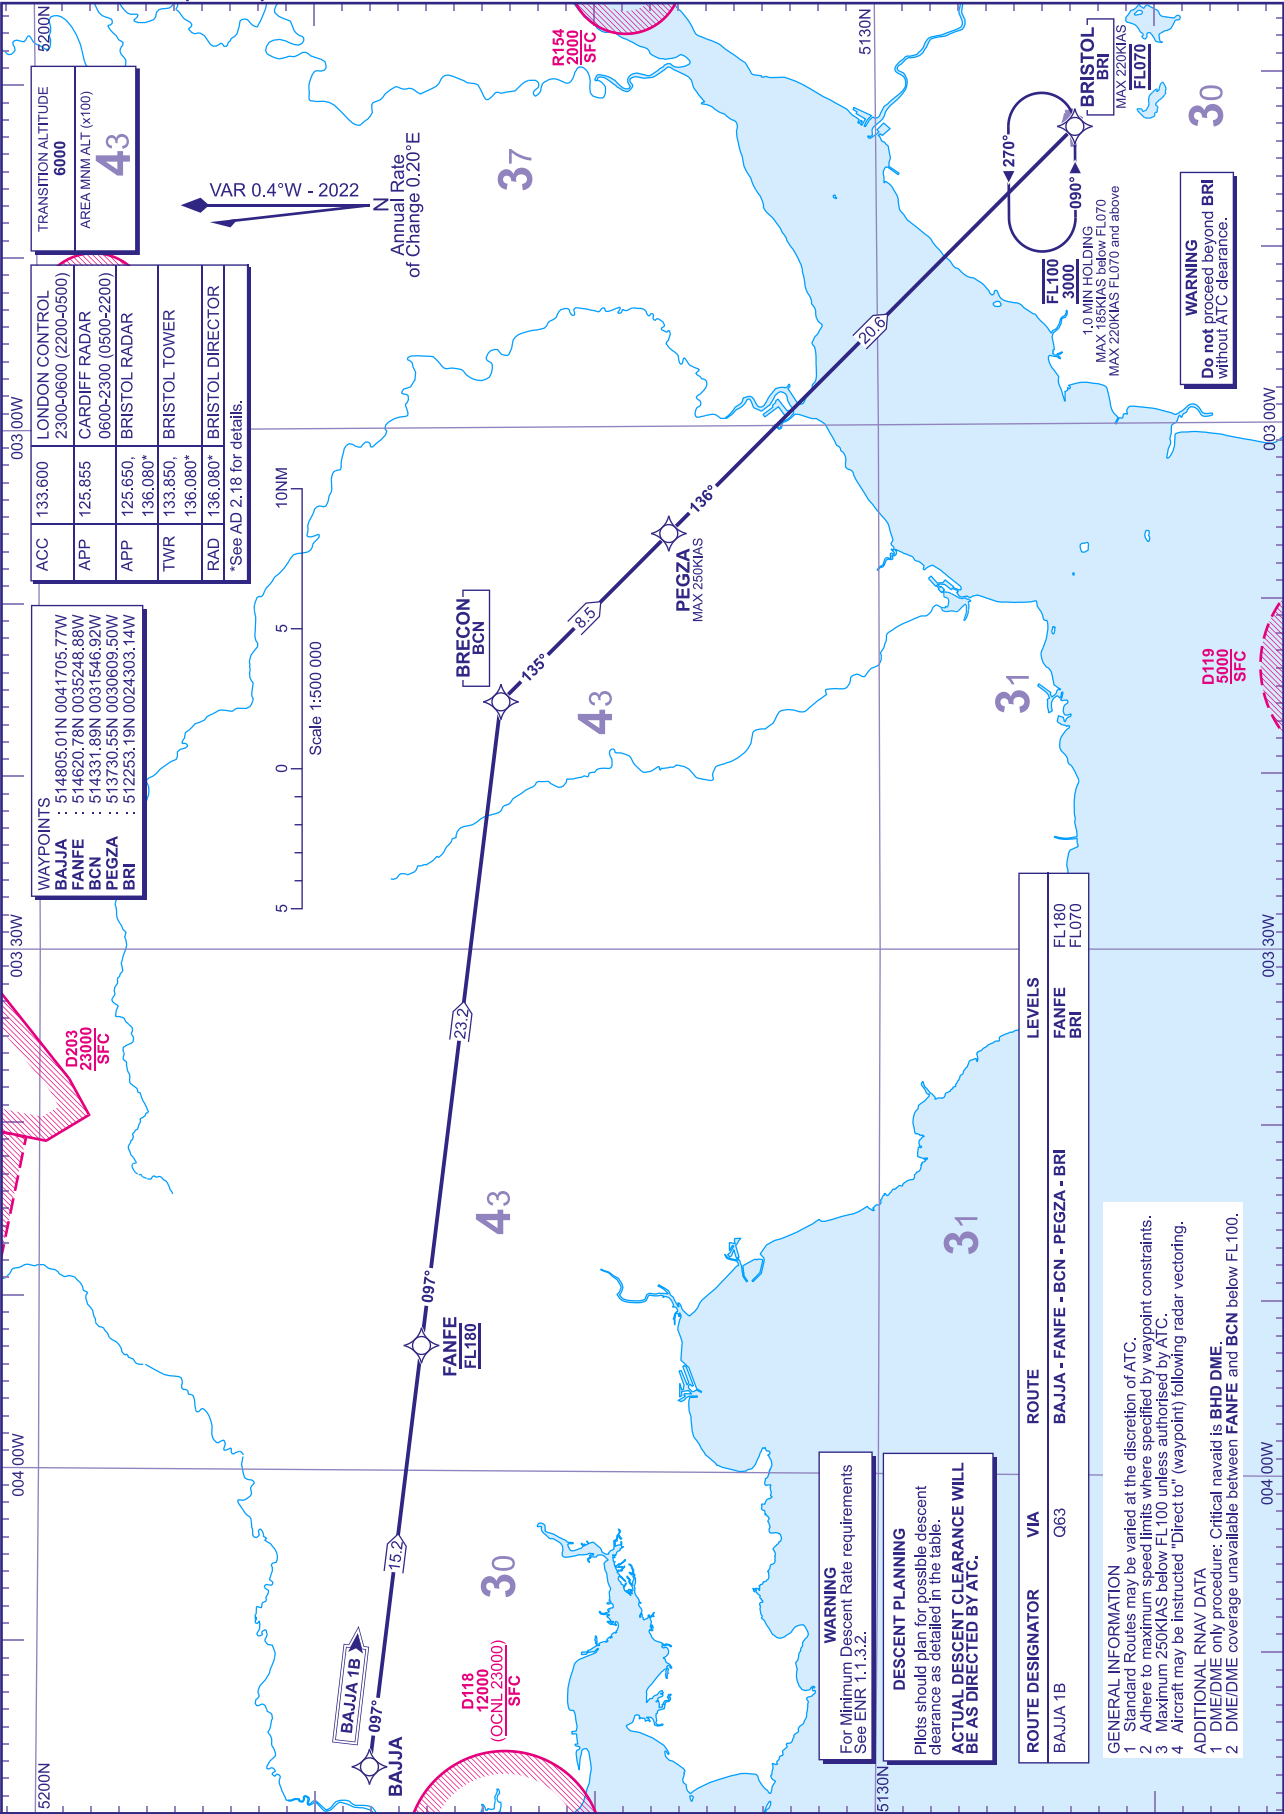 5200N
003 30W
003 00W
5200N
WAYPOINTS
BAJJA : 514805.01N 0041705.77W
FANFE : 514620.78N 0035248.88W
BCN : 514331.89N 0031546.92W
PEGZA : 513730.55N 0030609.50W
BRI : 512253.19N 0024303.14W
ACC 133.600 LONDON CONTROL
2300-0600 (2200-0500)
APP 125.855 CARDIFF RADAR
0600-2300 (0500-2200)
APP 125.650, BRISTOL RADAR
136.080*
TWR 133.850, BRISTOL TOWER
136.080*
RAD 136.080* BRISTOL DIRECTOR
*See AD 2.18 for details.
TRANSITION ALTITUDE
6000
AREA MNM ALT (x100)
43
VAR 0.4°W - 2022
N
Annual Rate
of Change 0.20°E
5 0 5 10NM
Scale 1:500 000
004 00W
D203
23000
SFC
R154
2000
SFC
37
BAJJA 1B
097°
BAJJA
15.2
FANFE
FL180
097°
23.2
BRECON
BCN
135°
8.5
PEGZA
MAX 250KIAS
136°
20.6
43
43
30
D118
12000
(OCNL 23000)
SFC
5130N
270°
090°
BRISTOL
BRI
MAX 220KIAS
FL070
FL100
3000
1.0 MIN HOLDING
MAX 185KIAS below FL070
MAX 220KIAS FL070 and above
30
31
31
D119
5000
SFC
WARNING
Do not proceed beyond BRI
without ATC clearance.
WARNING
For Minimum Descent Rate requirements
See ENR 1.1.3.2.
DESCENT PLANNING
Pilots should plan for possible descent
clearance as detailed in the table.
ACTUAL DESCENT CLEARANCE WILL
BE AS DIRECTED BY ATC.
5130N
ROUTE DESIGNATOR VIA ROUTE LEVELS
BAJJA 1B Q63 BAJJA - FANFE - BCN - PEGZA - BRI FANFE FL180
BRI FL070
GENERAL INFORMATION
1 Standard Routes may be varied at the discretion of ATC.
2 Adhere to maximum speed limits where specified by waypoint constraints.
3 Maximum 250KIAS below FL100 unless authorised by ATC.
4 Aircraft may be instructed "Direct to" (waypoint) following radar vectoring.
ADDITIONAL RNAV DATA
1 DME/DME only procedure: Critical navaid is BHD DME.
2 DME/DME coverage unavailable between FANFE and BCN below FL100.
004 00W
003 30W
003 00W